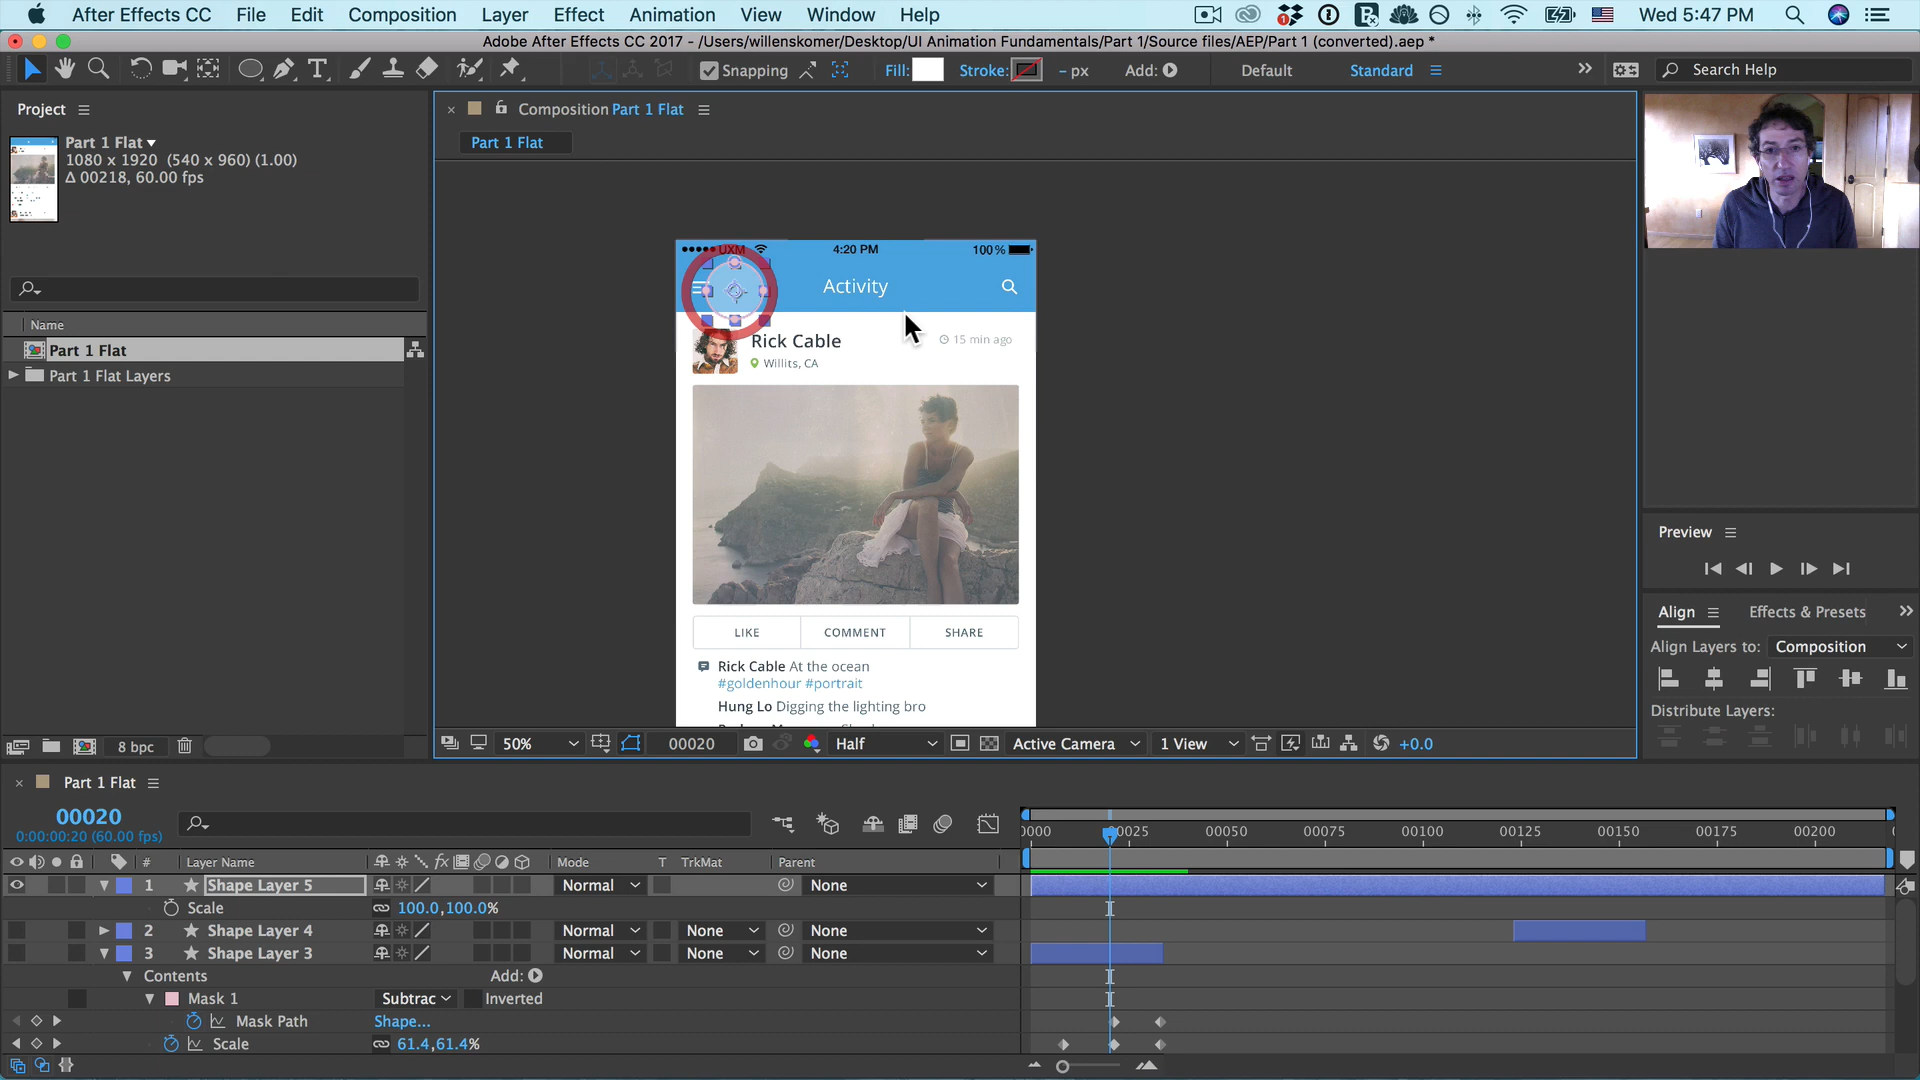 After Effects CC File Edit Composition Layer Effect Animation View Window Help Wed 5:47 PM
Adobe After Effects CC 2017 - /Users/willenskomer/Desktop/UI Animation Fundamentals/Part 1/Source files/AEP/Part 1 (converted).aep *
Snapping Fill: Stroke: - px Add: Default Standard Search Help
Project
Part 1 Flat
1080 x 1920 (540 x 960) (1.00)
Δ 00218, 60.00 fps
Name
Part 1 Flat
Part 1 Flat Layers
8 bpc
Composition Part 1 Flat
Part 1 Flat
UXM 4:20 PM 100%
Activity
Rick Cable 15 min ago
Willits, CA
LIKE COMMENT SHARE
Rick Cable At the ocean
#goldenhour #portrait
Hung Lo Digging the lighting bro
50% 00020 Half Active Camera 1 View +0.0
Preview
Align Effects & Presets
Align Layers to: Composition
Distribute Layers:
Part 1 Flat
00020
0:00:00:20 (60.00 fps)
0000 00025 00050 00075 00100 00125 00150 00175 00200
# Layer Name fx Mode T TrkMat Parent
1 Shape Layer 5 Normal None
Scale 100.0,100.0%
2 Shape Layer 4 Normal None None
3 Shape Layer 3 Normal None None
Contents Add:
Mask 1 Subtrac Inverted
Mask Path Shape...
Scale 61.4,61.4%